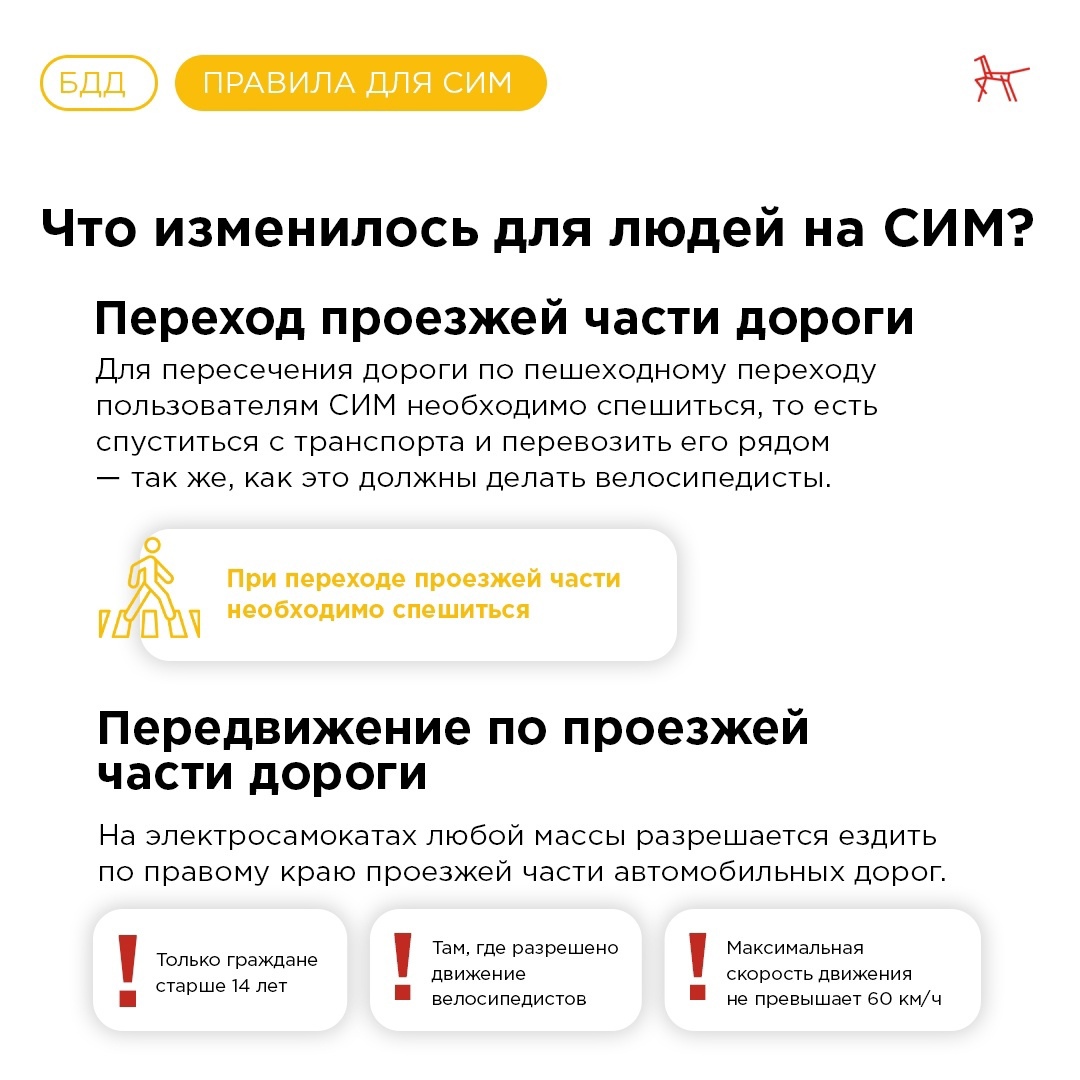 БДД
ПРАВИЛА ДЛЯ СИМ
Что изменилось для людей на СИМ?
Переход проезжей части дороги
Для пересечения дороги по пешеходному переходу
пользователям СИМ необходимо спешиться, то есть
спуститься с транспорта и перевозить его рядом
— так же, как это должны делать велосипедисты.
При переходе проезжей части
необходимо спешиться
Передвижение по проезжей
части дороги
На электросамокатах любой массы разрешается ездить
по правому краю проезжей части автомобильных дорог.
!
Только граждане
старше 14 лет
!
Там, где разрешено
движение
велосипедистов
!
Максимальная
скорость движения
не превышает 60 км/ч